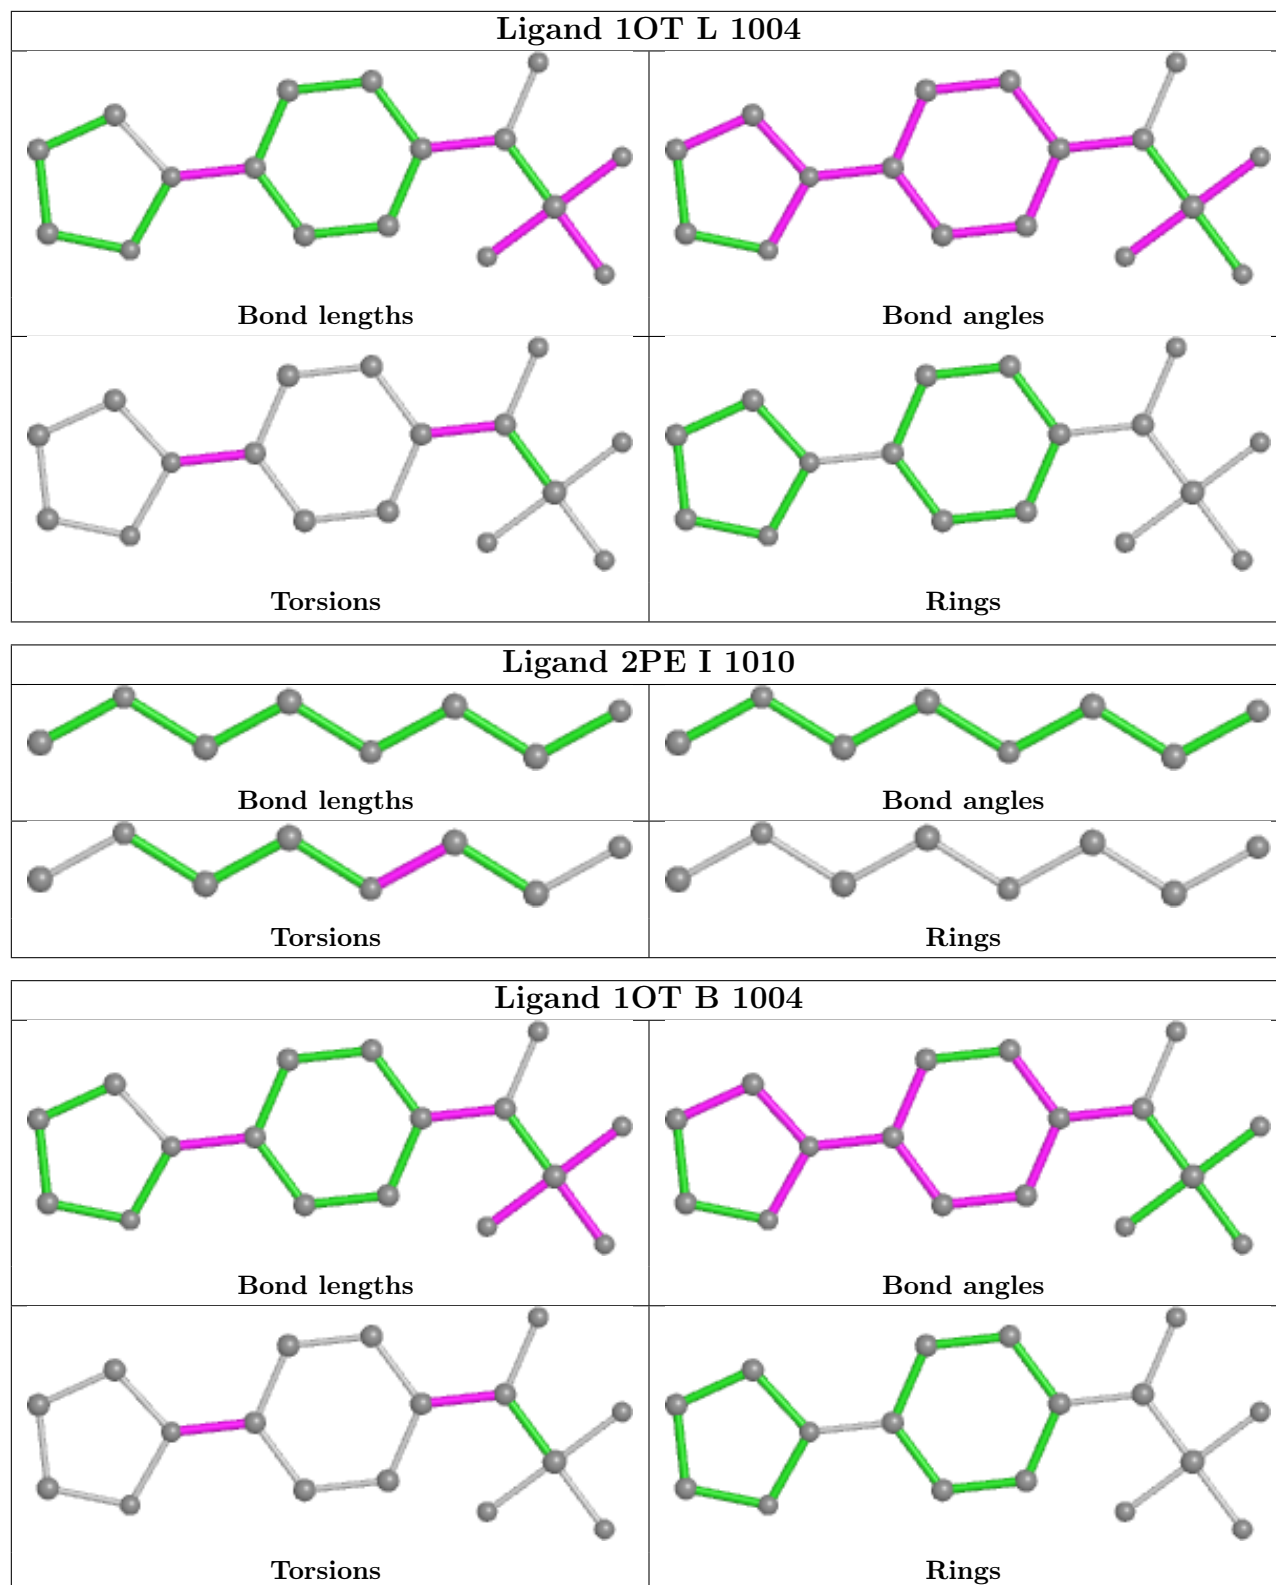 Ligand 1OT L 1004
Bond lengths
Bond angles
Torsions
Rings
Ligand 2PE I 1010
Bond lengths
Bond angles
Torsions
Rings
Ligand 1OT B 1004
Bond lengths
Bond angles
Torsions
Rings